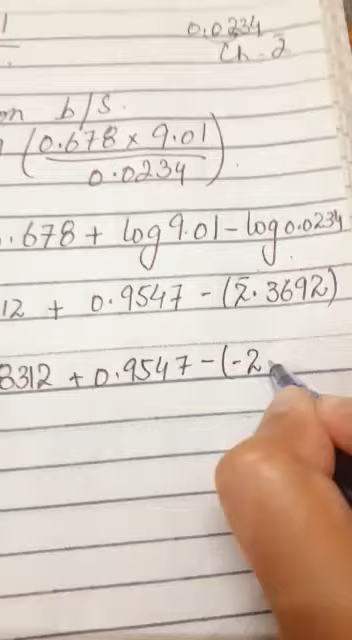 1
0.0234
Ch - 2̄
on b/s.
(0.678 × 9.01 / 0.0234).
.678 + log 9.01 - log 0.0234
12 + 0.9547 - (2̄.3692)
8312 + 0.9547 - (-2